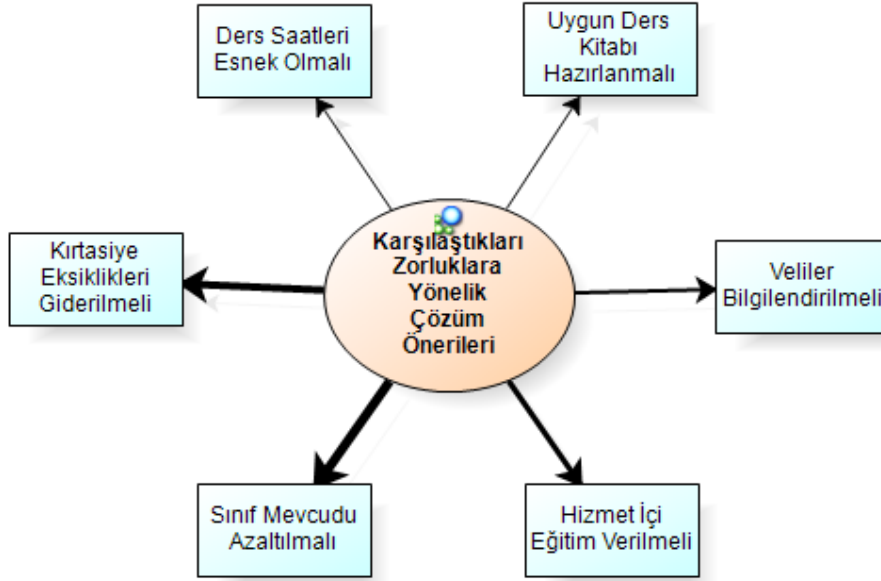 Ders Saatleri
Esnek Olmalı
Uygun Ders
Kitabı
Hazırlanmalı
Kırtasiye
Eksiklikleri
Giderilmeli
Karşılaştıkları
Zorluklara
Yönelik
Çözüm
Önerileri
Veliler
Bilgilendirilmeli
Sınıf Mevcudu
Azaltılmalı
Hizmet İçi
Eğitim Verilmeli